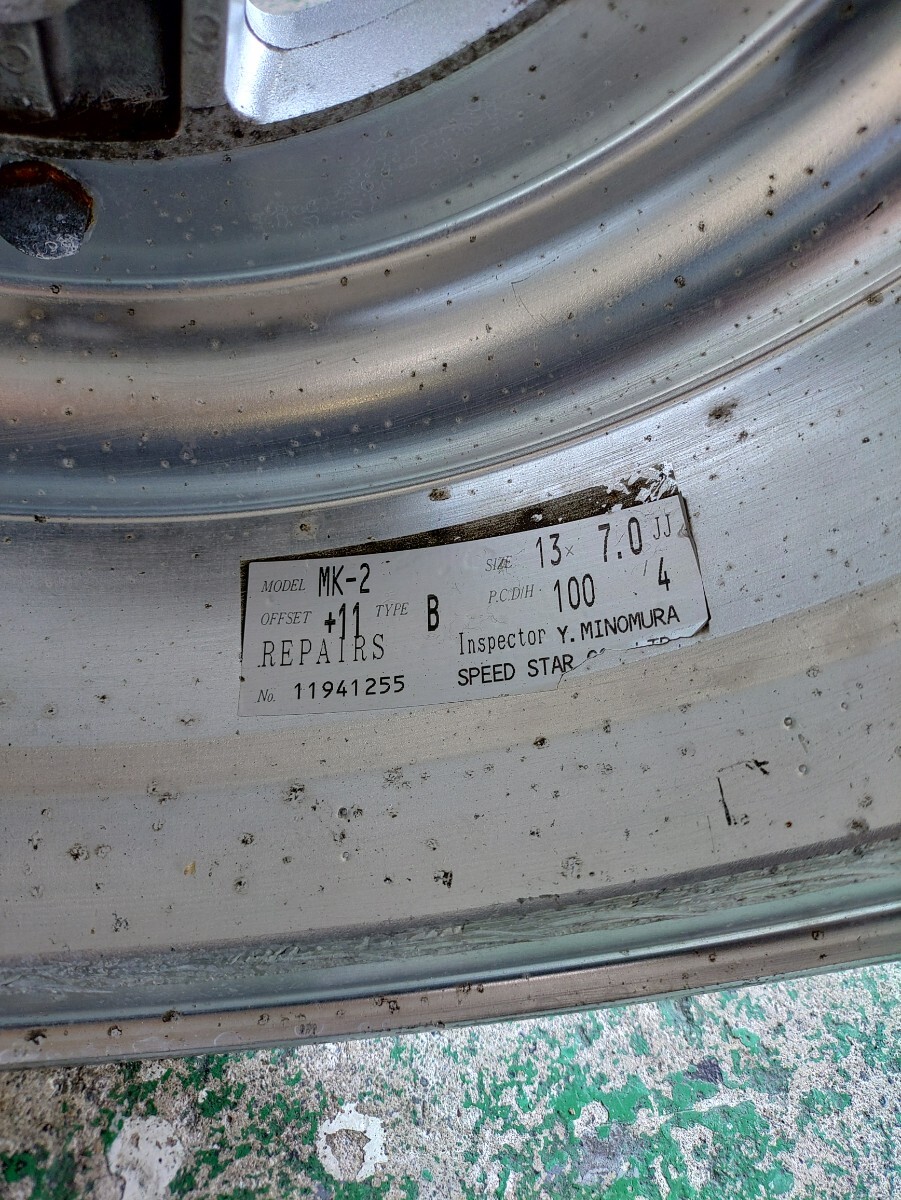 MODEL MK-2 SIZE 13× 7.0 JJ
OFFSET +11 TYPE B P.C.D/H 100 / 4
REPAIRS Inspector Y. MINOMURA
No. 11941255 SPEED STAR LTD